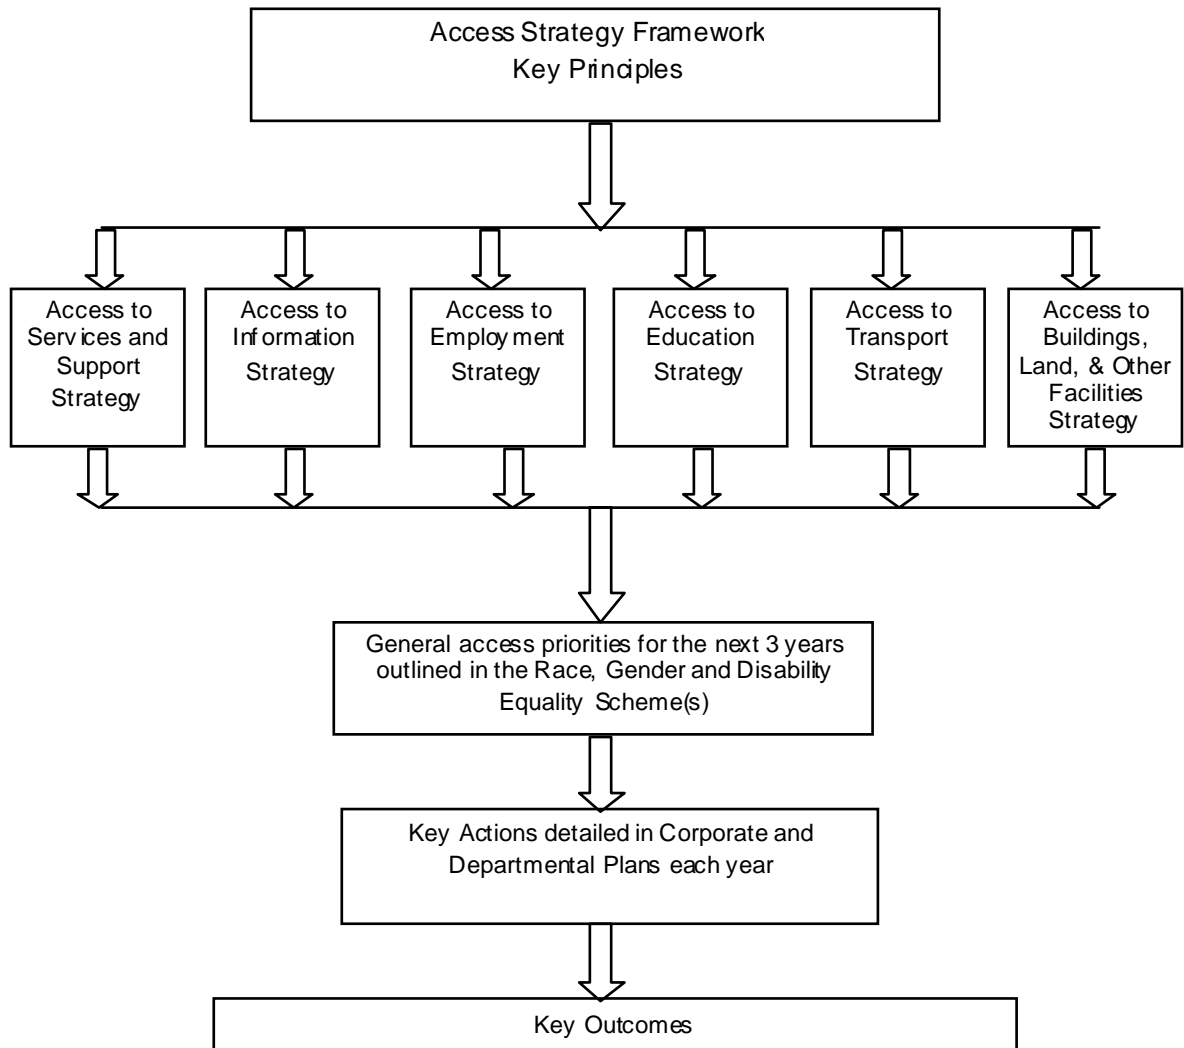 Access Strategy Framework
Key Principles
Access to
Services and
Support
Strategy
Access to
Information
Strategy
Access to
Employment
Strategy
Access to
Education
Strategy
Access to
Transport
Strategy
Access to
Buildings,
Land, & Other
Facilities
Strategy
General access priorities for the next 3 years
outlined in the Race, Gender and Disability
Equality Scheme(s)
Key Actions detailed in Corporate and
Departmental Plans each year
Key Outcomes